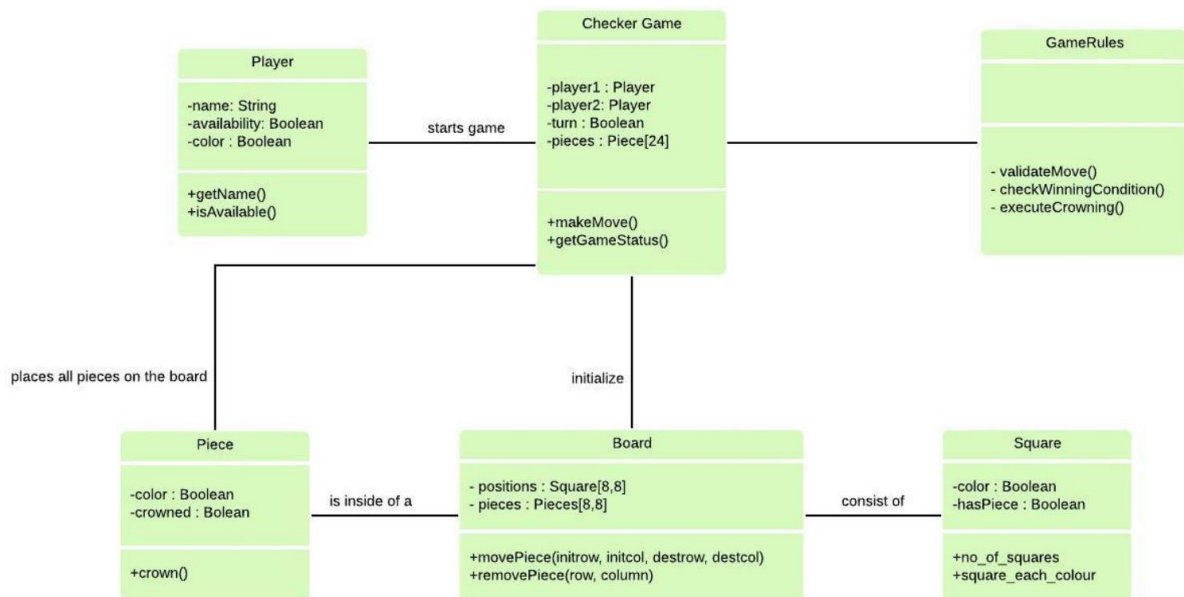 Checker Game
-player1 : Player
-player2: Player
-turn : Boolean
-pieces : Piece[24]
+makeMove()
+getGameStatus()
Player
-name: String
-availability: Boolean
-color : Boolean
+getName()
+isAvailable()
starts game
GameRules
- validateMove()
- checkWinningCondition()
- executeCrowning()
places all pieces on the board
initialize
Piece
-color : Boolean
-crowned : Bolean
+crown()
is inside of a
Board
- positions : Square[8,8]
- pieces : Pieces[8,8]
+movePiece(initrow, initcol, destrow, destcol)
+removePiece(row, column)
consist of
Square
-color : Boolean
-hasPiece : Boolean
+no_of_squares
+square_each_colour